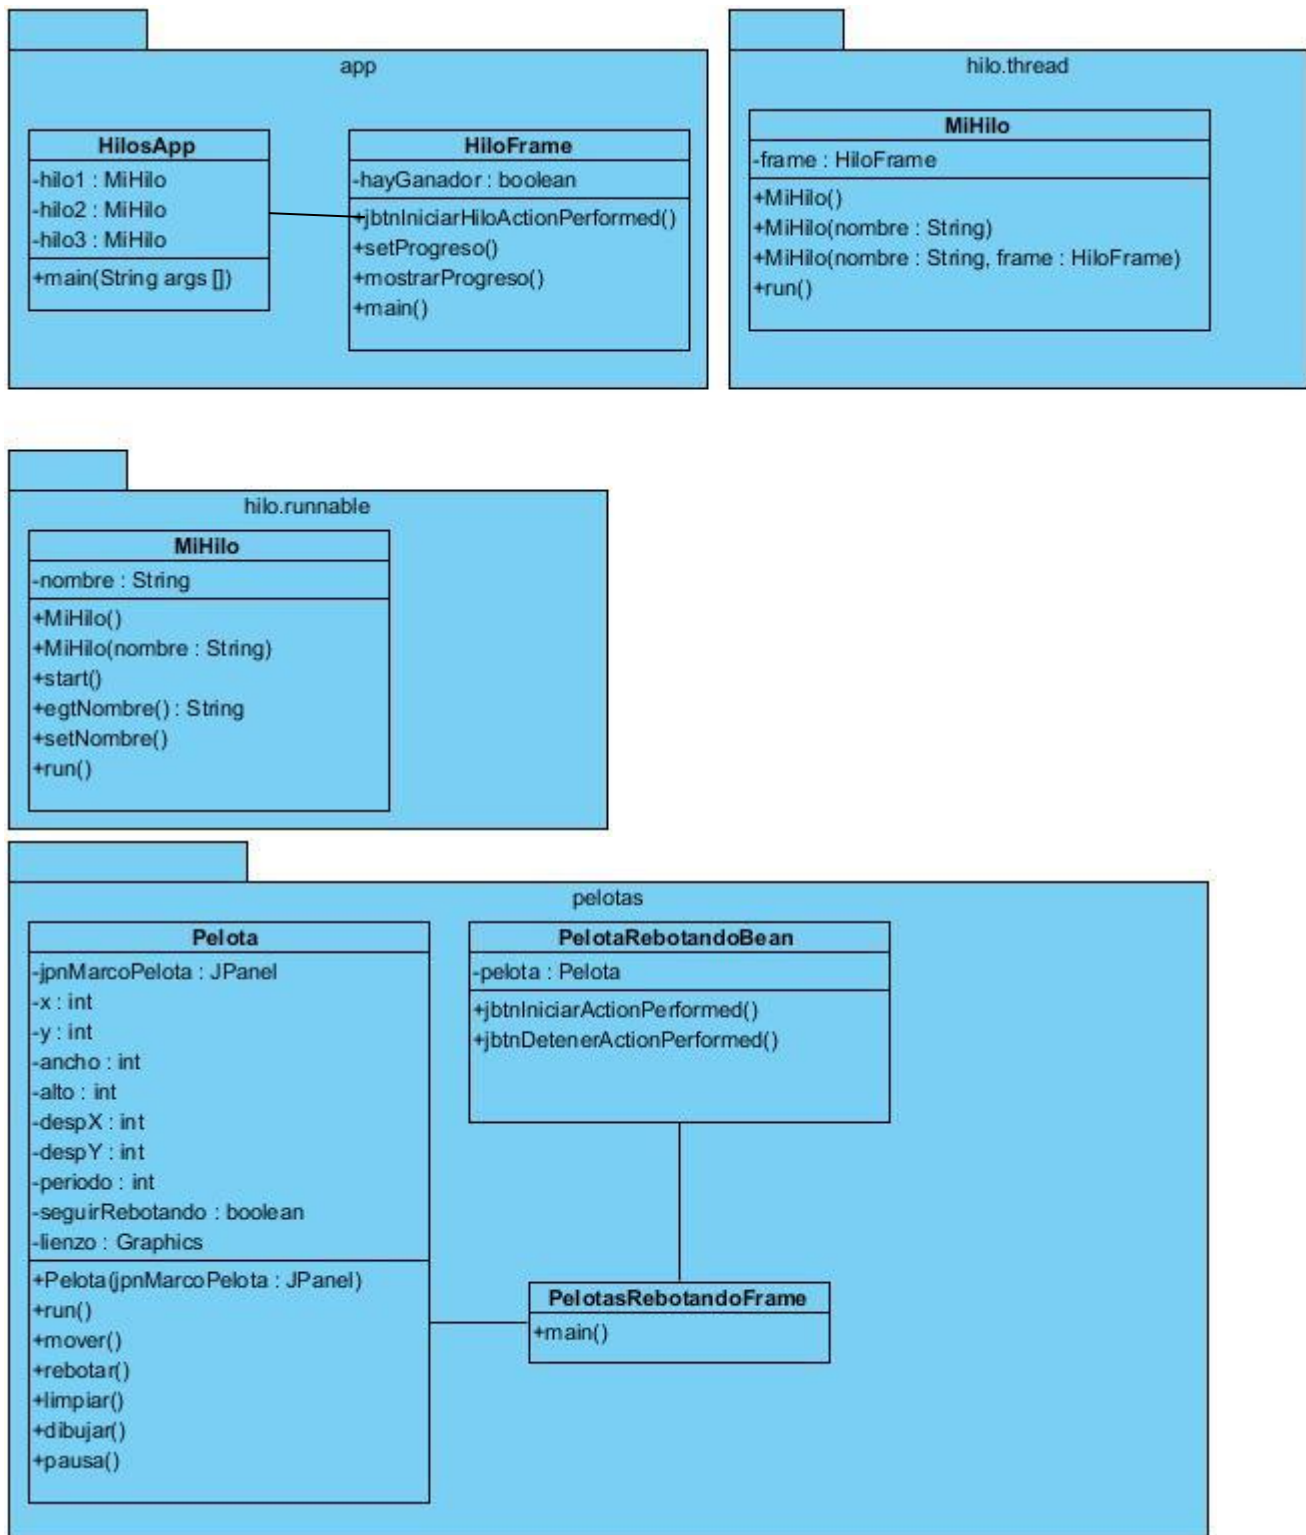 app
HilosApp
-hilo1 : MiHilo
-hilo2 : MiHilo
-hilo3 : MiHilo
+main(String args [])
HiloFrame
-hayGanador : boolean
+jbtnIniciarHiloActionPerformed()
+setProgreso()
+mostrarProgreso()
+main()
hilo.thread
MiHilo
-frame : HiloFrame
+MiHilo()
+MiHilo(nombre : String)
+MiHilo(nombre : String, frame : HiloFrame)
+run()
hilo.runnable
MiHilo
-nombre : String
+MiHilo()
+MiHilo(nombre : String)
+start()
+egtNombre() : String
+setNombre()
+run()
pelotas
Pelota
-jpnMarcoPelota : JPanel
-x : int
-y : int
-ancho : int
-alto : int
-despX : int
-despY : int
-periodo : int
-seguirRebotando : boolean
-lienzo : Graphics
+Pelota(jpnMarcoPelota : JPanel)
+run()
+mover()
+rebotar()
+limpiar()
+dibujar()
+pausa()
PelotaRebotandoBean
-pelota : Pelota
+jbtnIniciarActionPerformed()
+jbtnDetenerActionPerformed()
PelotasRebotandoFrame
+main()